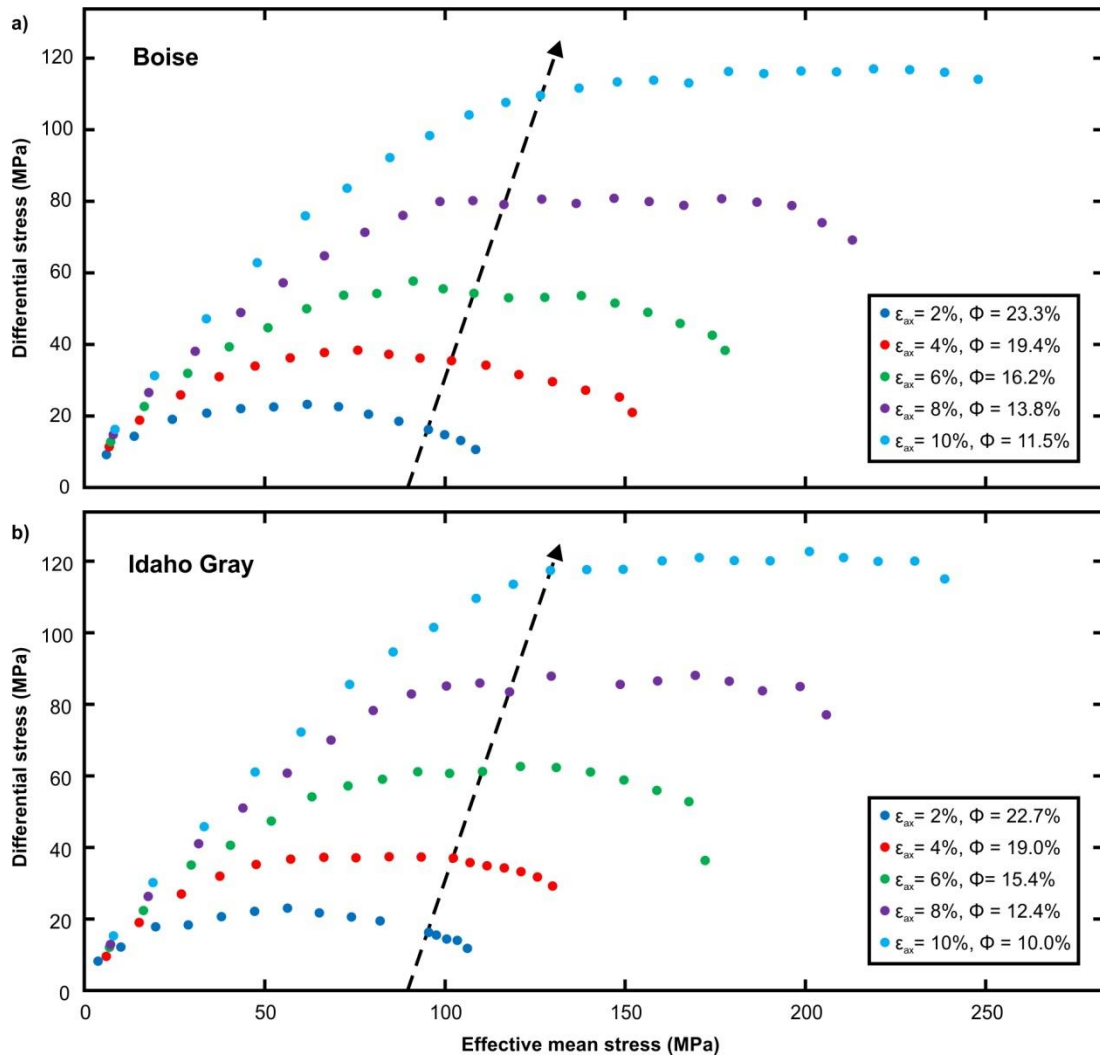 a)
Boise
Differential stress (MPa)
120
100
80
60
40
20
0
εax= 2%, Φ = 23.3%
εax= 4%, Φ = 19.4%
εax= 6%, Φ= 16.2%
εax= 8%, Φ = 13.8%
εax= 10%, Φ = 11.5%
b)
Idaho Gray
Differential stress (MPa)
120
100
80
60
40
20
0
εax= 2%, Φ = 22.7%
εax= 4%, Φ = 19.0%
εax= 6%, Φ= 15.4%
εax= 8%, Φ = 12.4%
εax= 10%, Φ = 10.0%
0 50 100 150 200 250
Effective mean stress (MPa)